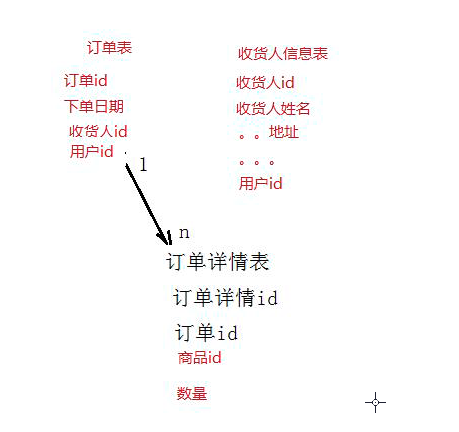 订单表
订单id
下单日期
收货人id
用户id
收货人信息表
收货人id
收货人姓名
。。地址
。。。
用户id
1
n
订单详情表
订单详情id
订单id
商品id
数量